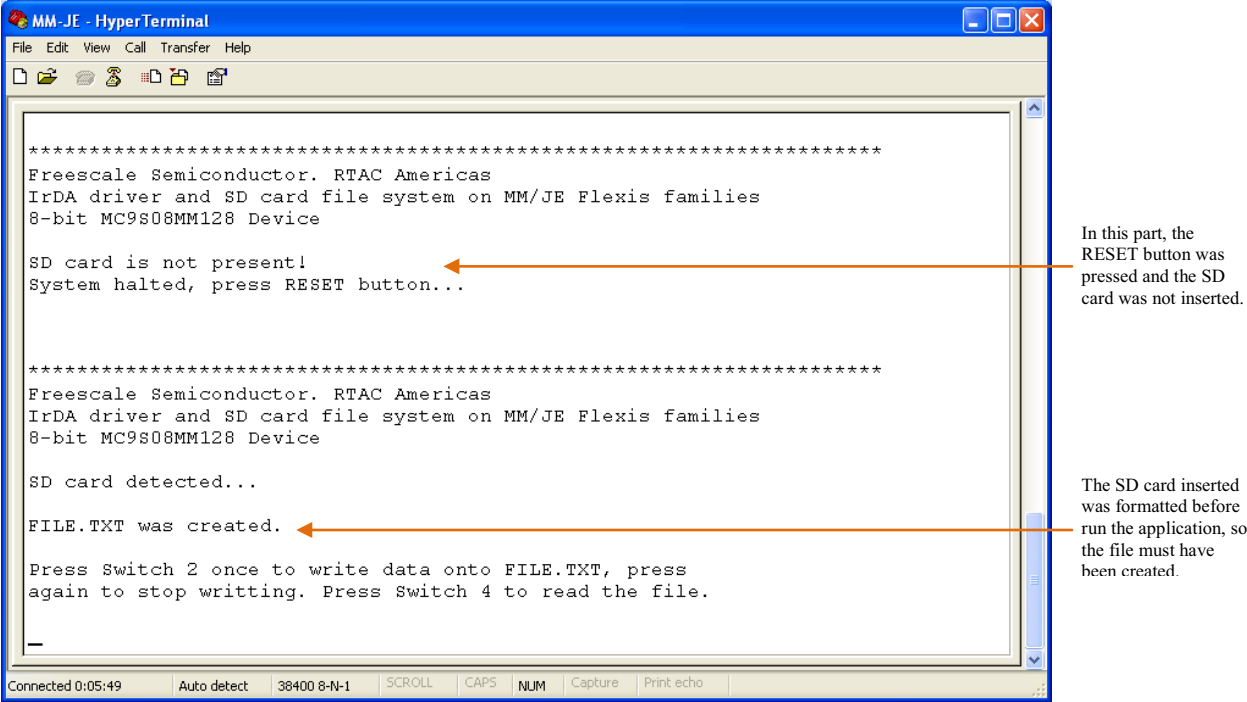 MM-JE - HyperTerminal
File Edit View Call Transfer Help
**********************************************************************
Freescale Semiconductor. RTAC Americas
IrDA driver and SD card file system on MM/JE Flexis families
8-bit MC9S08MM128 Device
SD card is not present!
System halted, press RESET button...
**********************************************************************
Freescale Semiconductor. RTAC Americas
IrDA driver and SD card file system on MM/JE Flexis families
8-bit MC9S08MM128 Device
SD card detected...
FILE.TXT was created.
Press Switch 2 once to write data onto FILE.TXT, press
again to stop writting. Press Switch 4 to read the file.
_
Connected 0:05:49 Auto detect 38400 8-N-1 SCROLL CAPS NUM Capture Print echo
In this part, the
RESET button was
pressed and the SD
card was not inserted.
The SD card inserted
was formatted before
run the application, so
the file must have
been created.